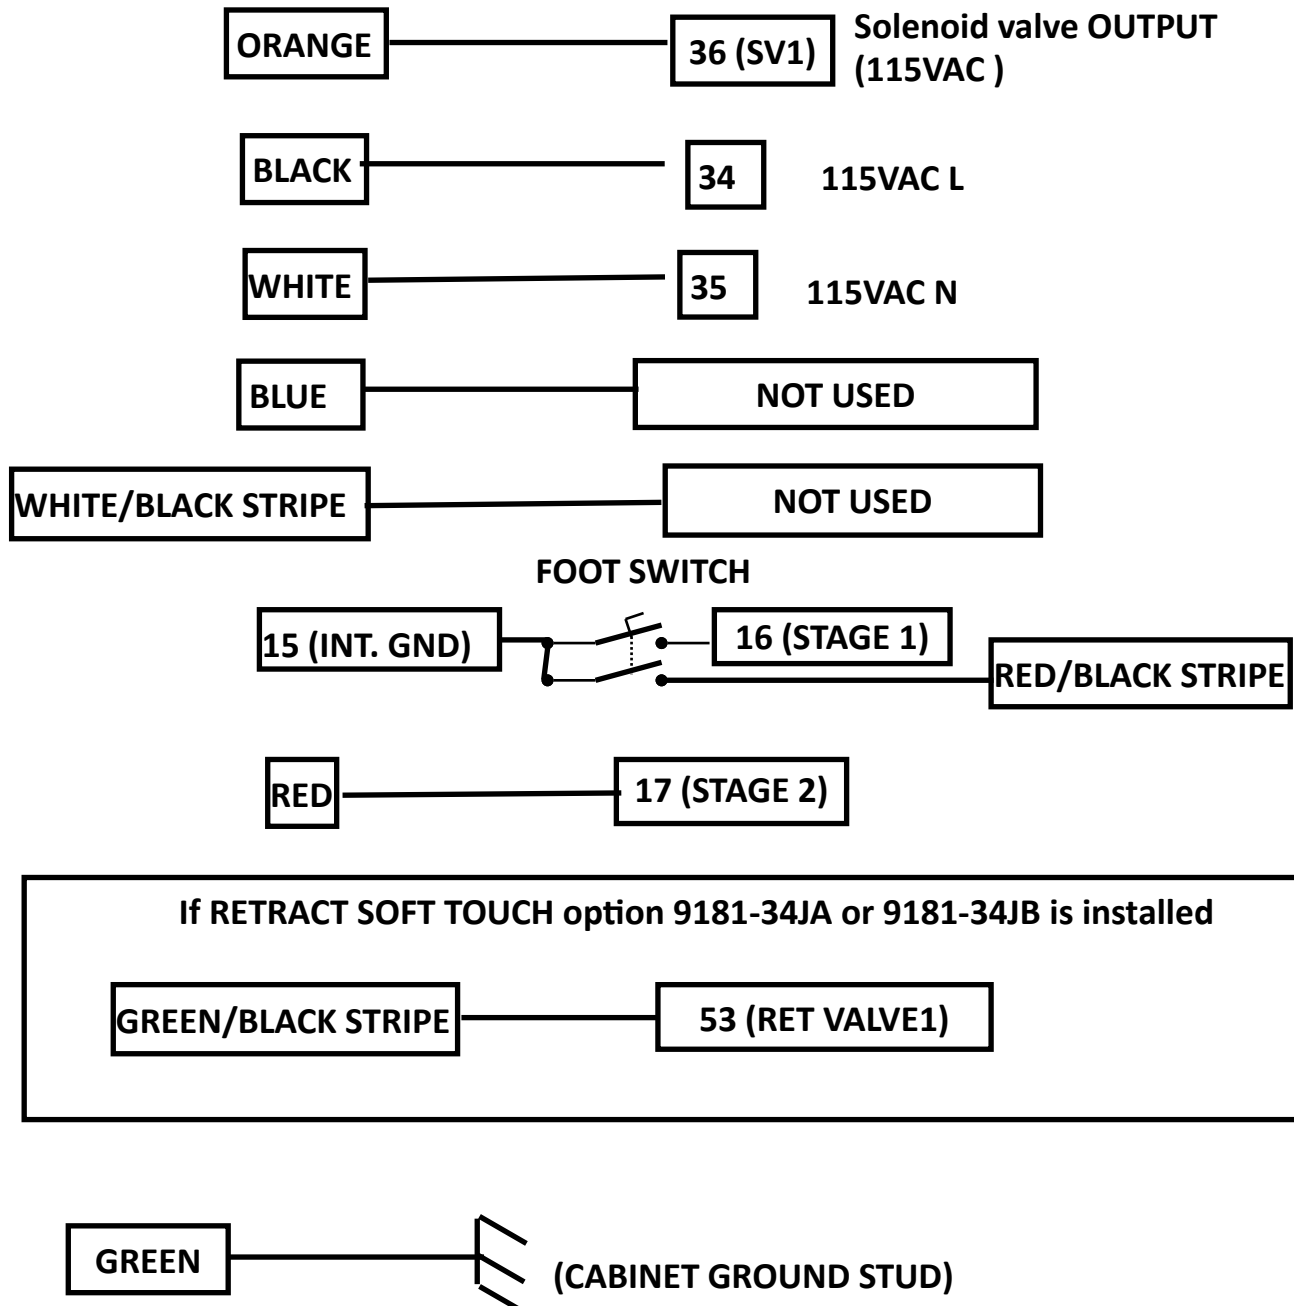 ORANGE
36 (SV1)
Solenoid valve OUTPUT
(115VAC )
BLACK
34
115VAC L
WHITE
35
115VAC N
BLUE
NOT USED
WHITE/BLACK STRIPE
NOT USED
FOOT SWITCH
15 (INT. GND)
16 (STAGE 1)
RED/BLACK STRIPE
RED
17 (STAGE 2)
If RETRACT SOFT TOUCH option 9181-34JA or 9181-34JB is installed
GREEN/BLACK STRIPE
53 (RET VALVE1)
GREEN
(CABINET GROUND STUD)